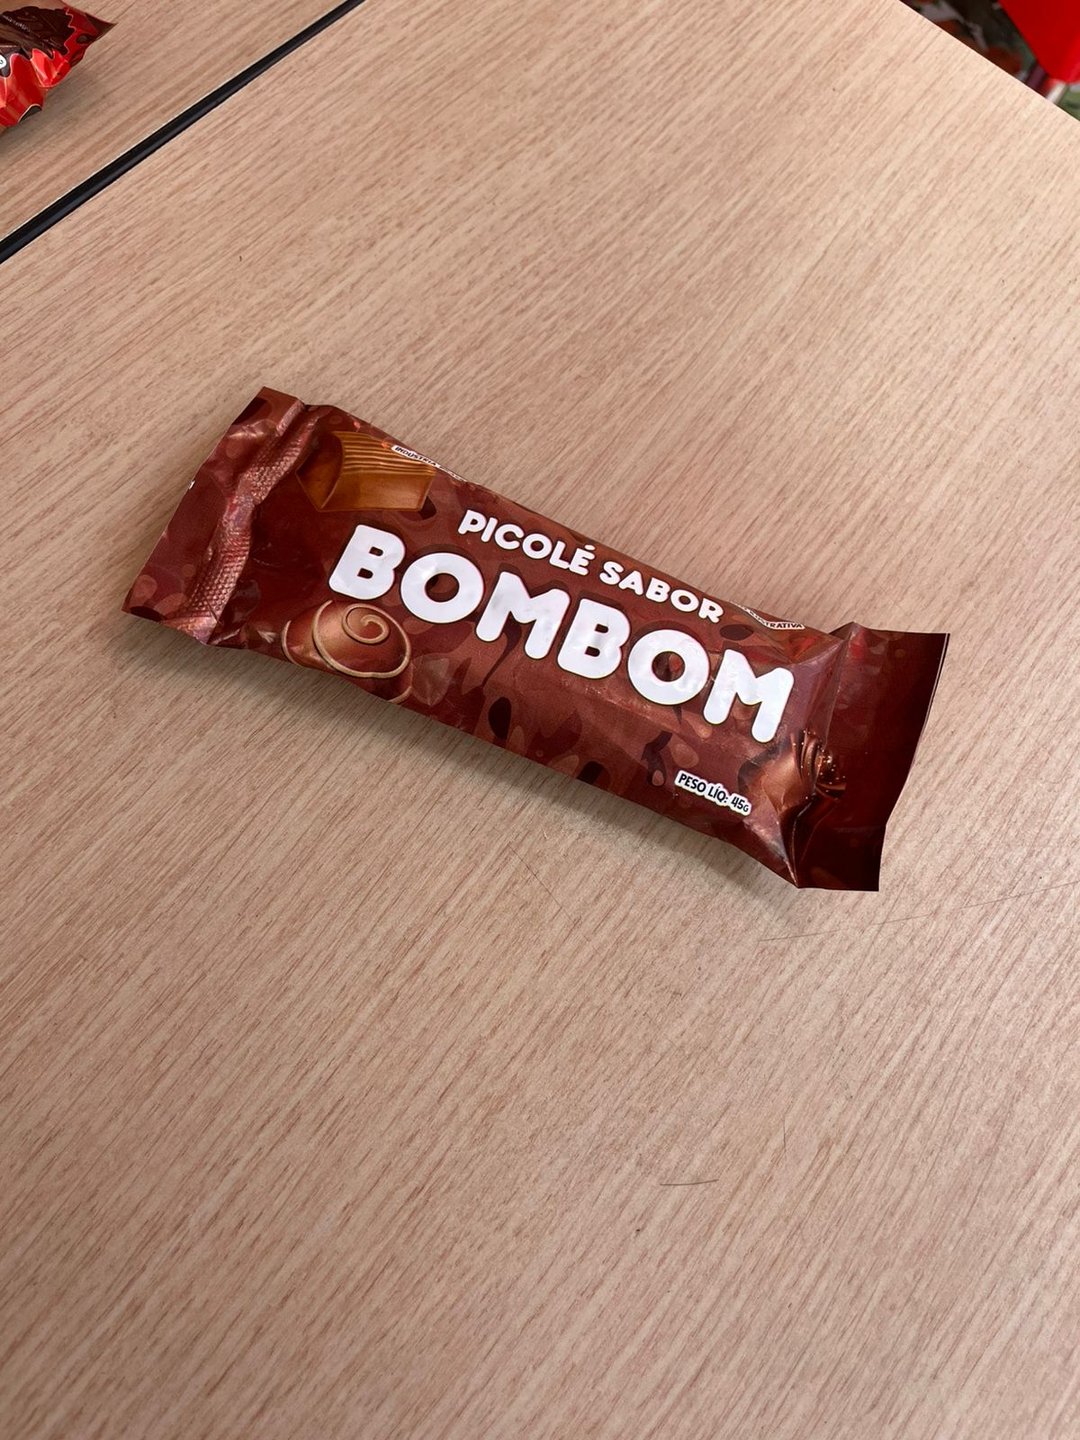 PICOLÉ SABOR
BOMBOM
PESO LÍQ: 45G